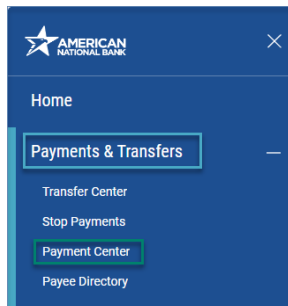 AMERICAN
NATIONAL BANK
Home
Payments & Transfers
Transfer Center
Stop Payments
Payment Center
Payee Directory